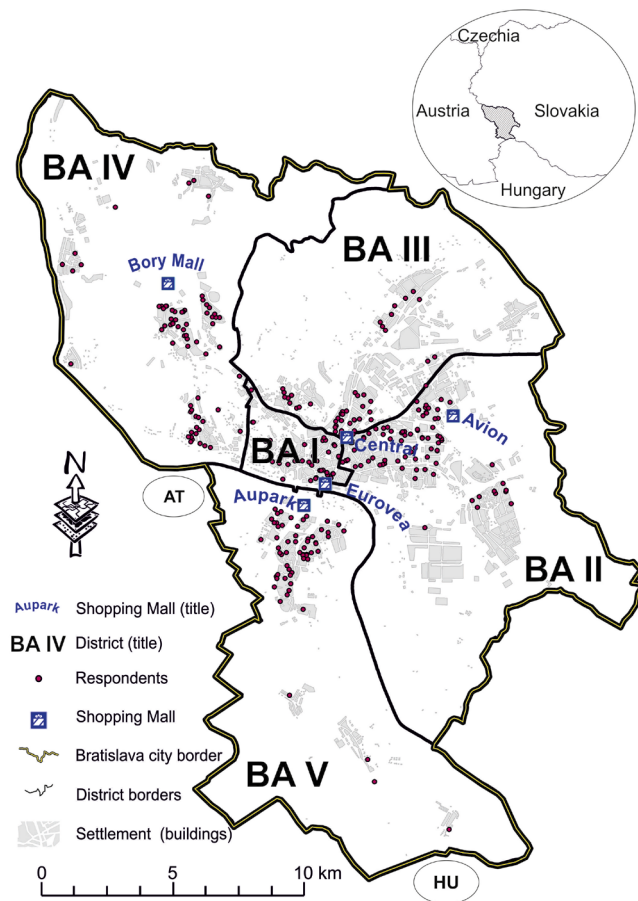 Czechia
Austria
Slovakia
Hungary
BA IV
BA III
Bory Mall
Avion
BA I
Central
N
AT
Aupark
Eurovea
BA II
Aupark
Shopping Mall (title)
BA IV
District (title)
Respondents
Shopping Mall
Bratislava city border
District borders
Settlement (buildings)
BA V
0
5
10 km
HU